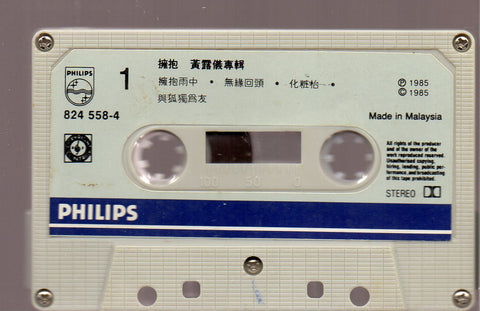 擁抱 黃露儀專輯
PHILIPS
1
擁抱雨中 • 無緣回頭 • 化粧枱 •
與狐獨爲友
Ⓟ 1985
© 1985
824 558-4
Made in Malaysia
All rights of the producer
and of the owner of the
work reproduced reserved.
Unauthorised copying,
hiring, lending, public per-
formance, and broadcasting
of this tape prohibited.
STEREO
PHILIPS
100 50 0